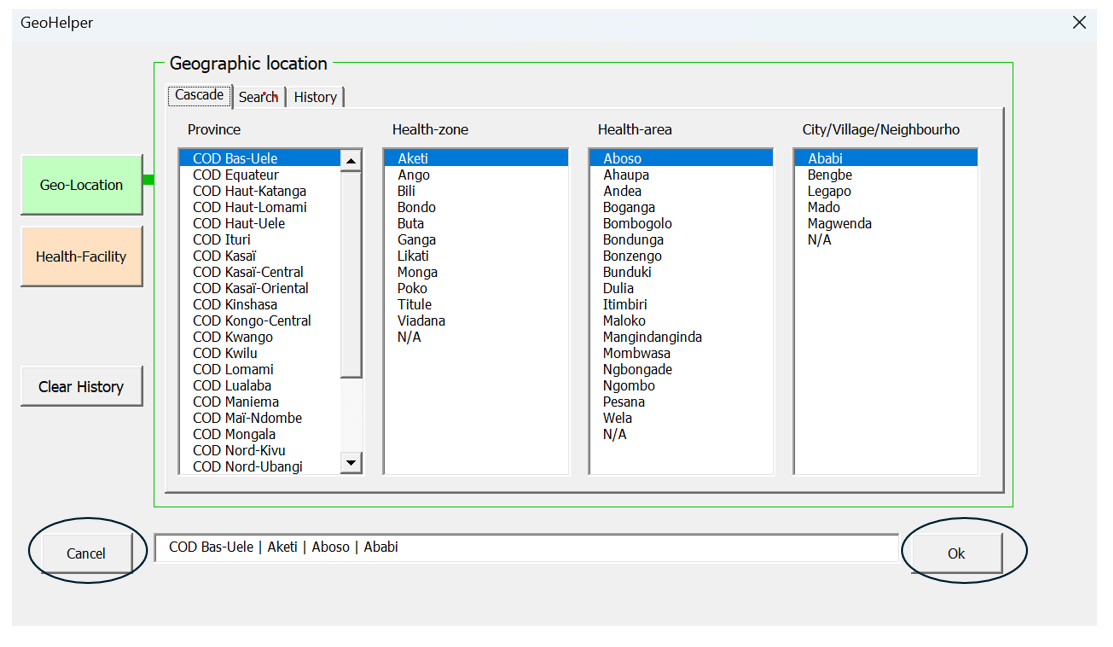 GeoHelper
Geographic location
Cascade
Search
History
Province
COD Bas-Uele
COD Equateur
COD Haut-Katanga
COD Haut-Lomami
COD Haut-Uele
COD Ituri
COD Kasaï
COD Kasaï-Central
COD Kasaï-Oriental
COD Kinshasa
COD Kongo-Central
COD Kwango
COD Kwilu
COD Lomami
COD Lualaba
COD Maniema
COD Maï-Ndombe
COD Mongala
COD Nord-Kivu
COD Nord-Ubangi
Health-zone
Aketi
Ango
Bili
Bondo
Buta
Ganga
Likati
Monga
Poko
Titule
Viadana
N/A
Health-area
Aboso
Ahaupa
Andea
Boganga
Bombogolo
Bondunga
Bonzengo
Bunduki
Dulia
Itimbiri
Maloko
Mangindanginda
Mombwasa
Ngbongade
Ngombo
Pesana
Wela
N/A
City/Village/Neighbourho
Ababi
Bengbe
Legapo
Mado
Magwenda
N/A
Geo-Location
Health-Facility
Clear History
Cancel
COD Bas-Uele | Aketi | Aboso | Ababi
Ok